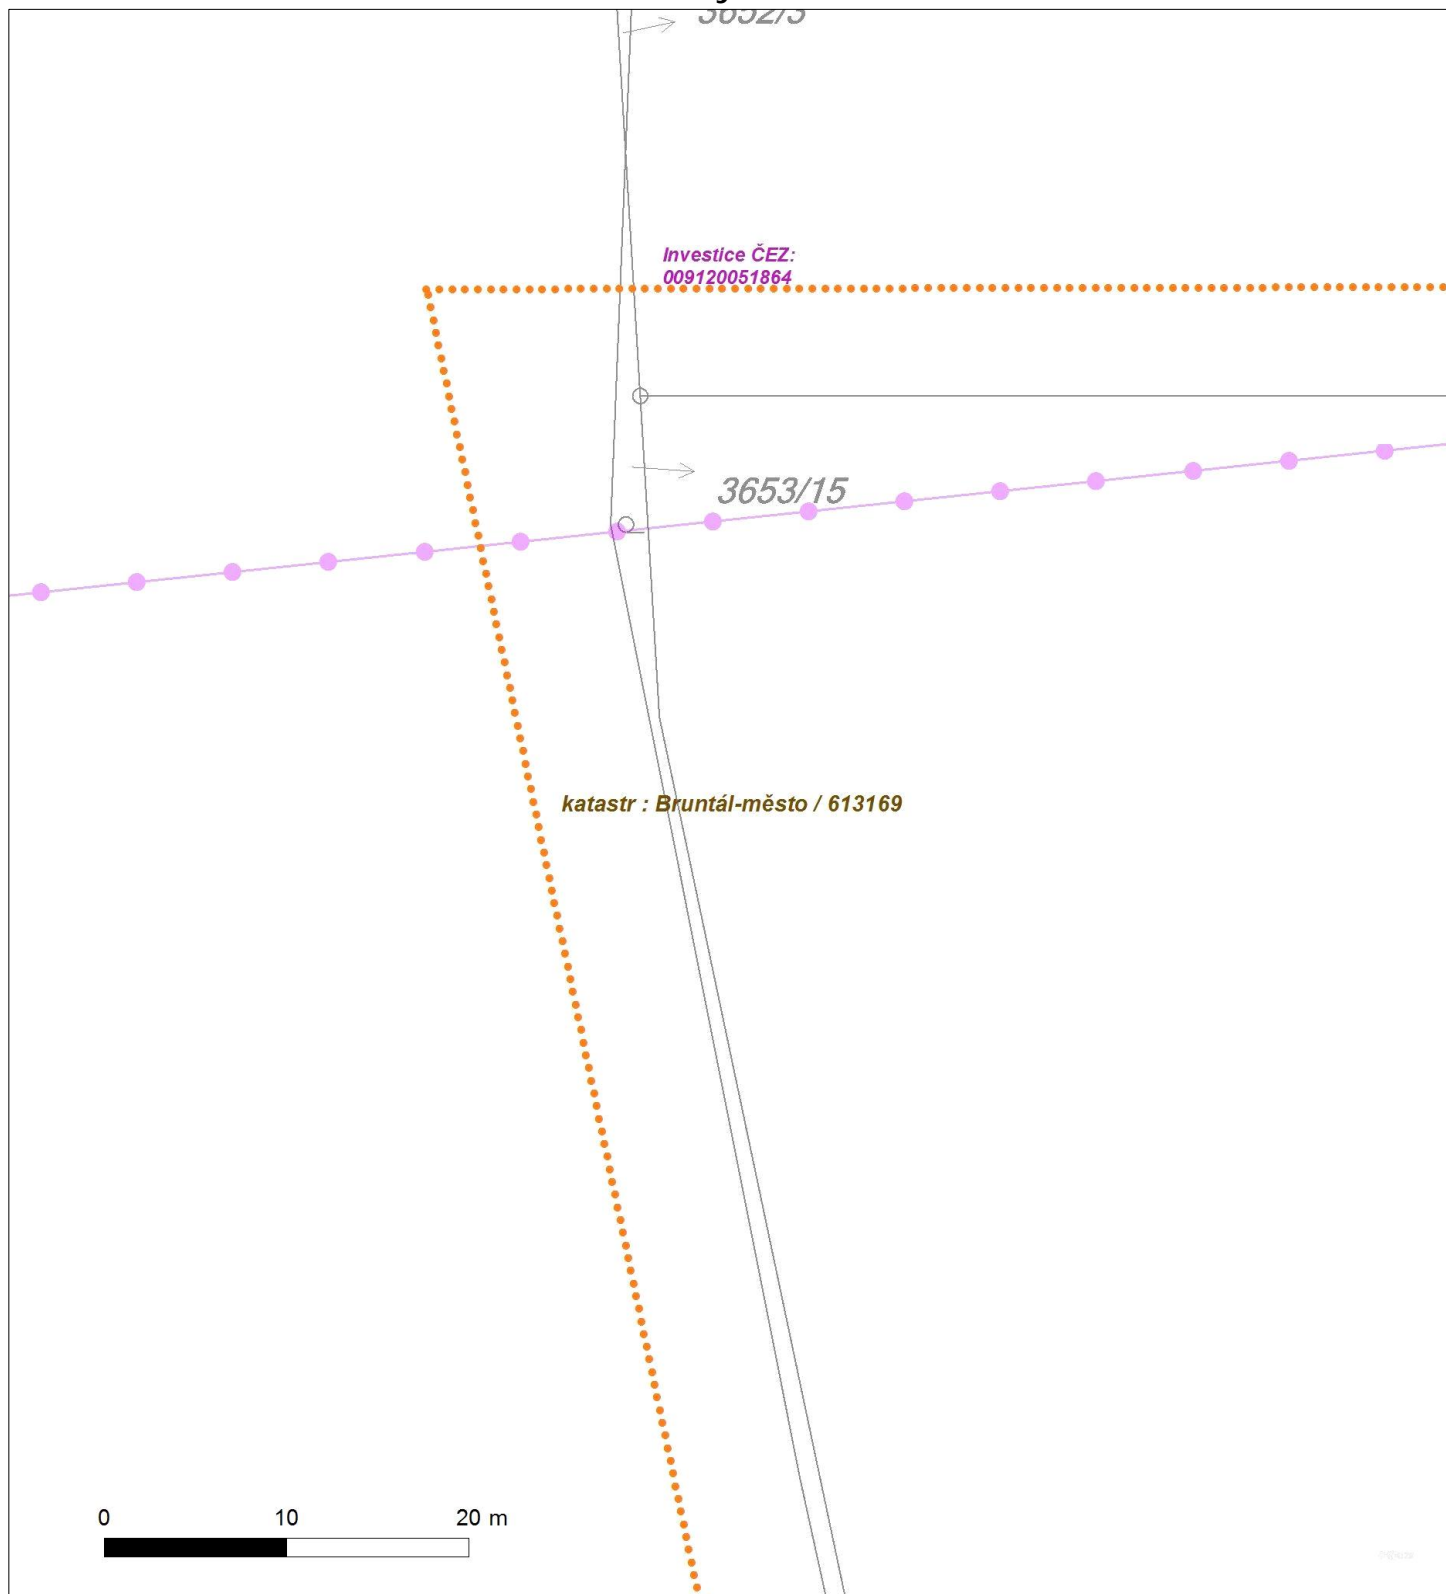 3652/3
Investice ČEZ:
009120051864
3653/15
katastr : Bruntál-město / 613169
0 10 20 m